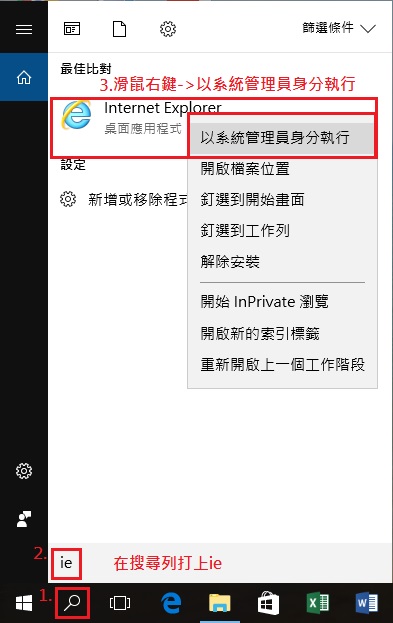 篩選條件
最佳比對
3.滑鼠右鍵->以系統管理員身分執行
Internet Explorer
桌面應用程式
以系統管理員身分執行
開啟檔案位置
設定
新增或移除程式
釘選到開始畫面
釘選到工作列
解除安裝
開始 InPrivate 瀏覽
開啟新的索引標籤
重新開啟上一個工作階段
2.
ie
在搜尋列打上ie
1.